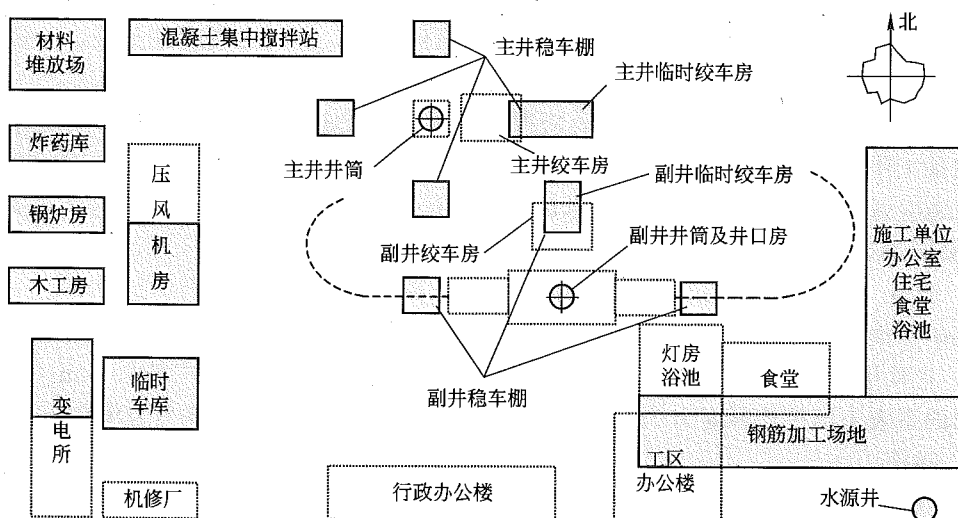 材料
堆放场
混凝土集中搅拌站
主井稳车棚
北
主井临时绞车房
炸药库
主井井筒
主井绞车房
压
风
机
房
副井临时绞车房
锅炉房
副井绞车房
副井井筒及井口房
施工单位
办公室
住宅
食堂
浴池
木工房
灯房
浴池
食堂
临时
车库
变
电
所
副井稳车棚
钢筋加工场地
工区
办公楼
机修厂
行政办公楼
水源井